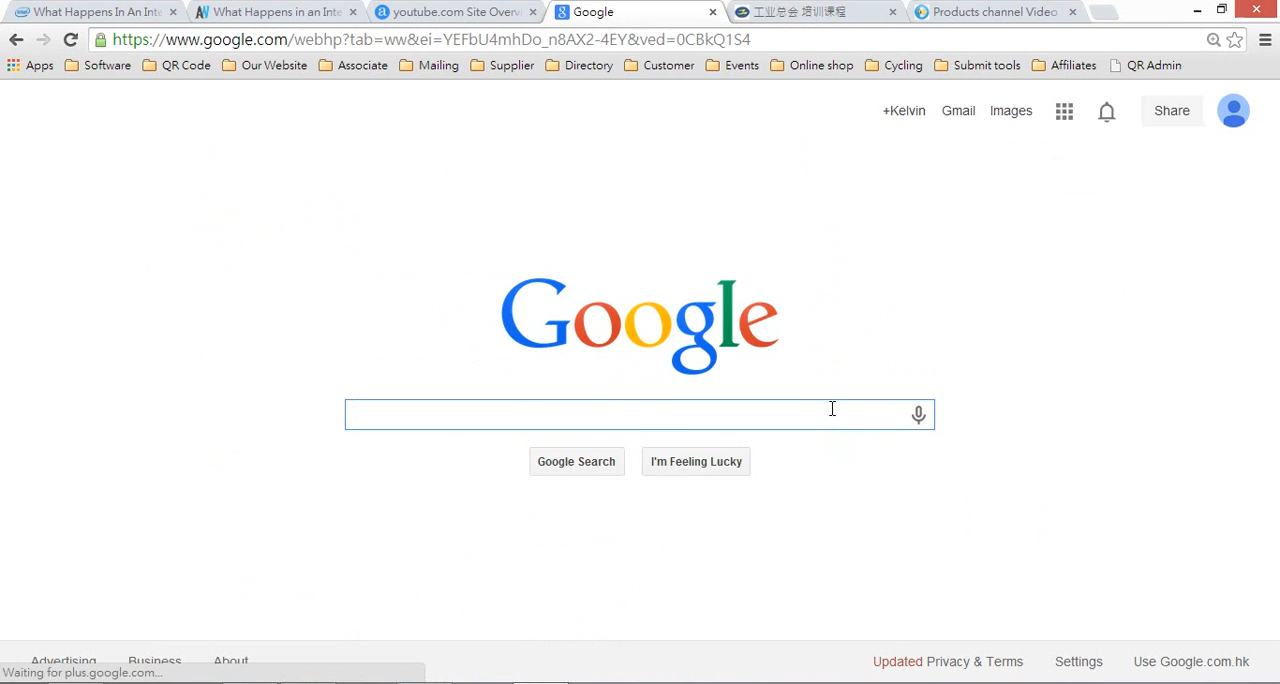 What Happens In An Inte What Happens in an Inte youtube.com Site Overvi Google 工业总会 培训课程 Products channel Video
https://www.google.com/webhp?tab=ww&ei=YEFbU4mhDo_n8AX2-4EY&ved=0CBkQ1S4
Apps Software QR Code Our Website Associate Mailing Supplier Directory Customer Events Online shop Cycling Submit tools Affiliates QR Admin
+Kelvin Gmail Images Share
Google
Google Search I'm Feeling Lucky
Advertising Business About Updated Privacy & Terms Settings Use Google.com.hk
Waiting for plus.google.com...